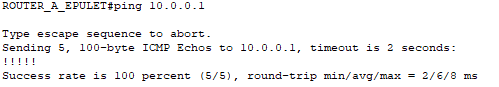 ROUTER_A_EPULET#ping 10.0.0.1
Type escape sequence to abort.
Sending 5, 100-byte ICMP Echos to 10.0.0.1, timeout is 2 seconds:
!!!!!
Success rate is 100 percent (5/5), round-trip min/avg/max = 2/6/8 ms